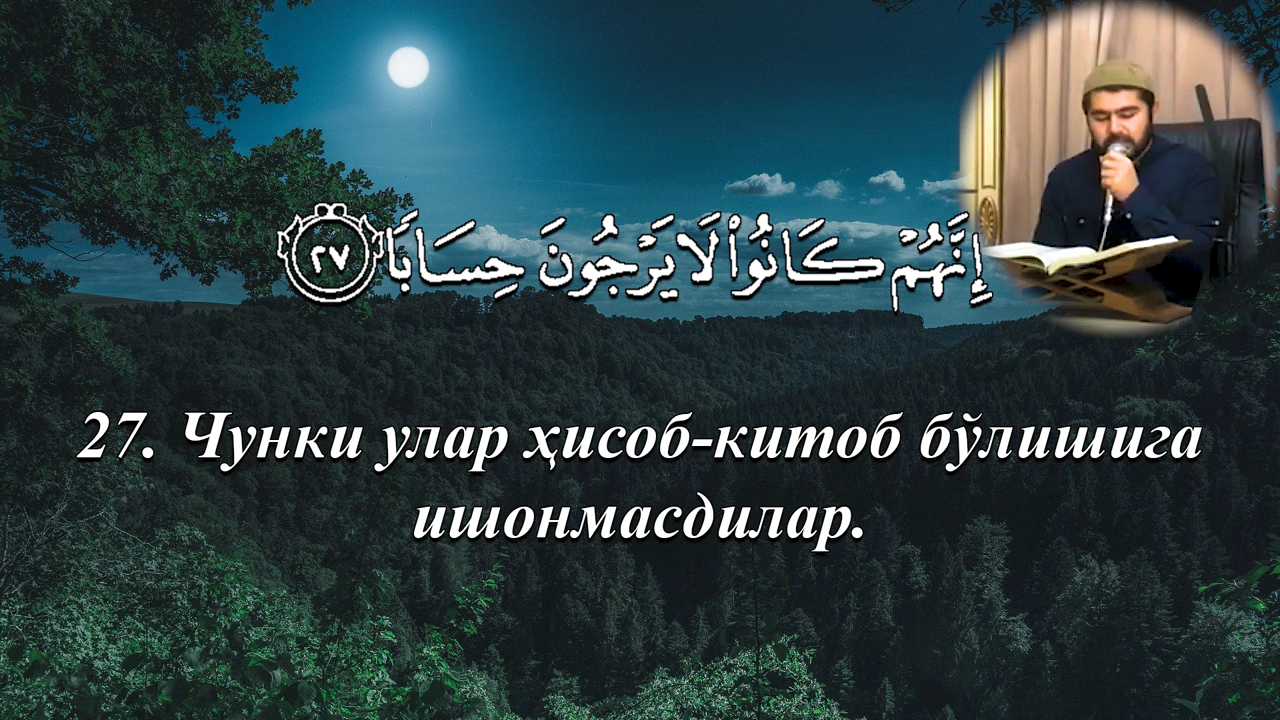 إِنَّهُمْ كَانُوا۟ لَا يَرْجُونَ حِسَابًا ٢٧
27. Чунки улар ҳисоб-китоб бўлишига
ишонмасдилар.